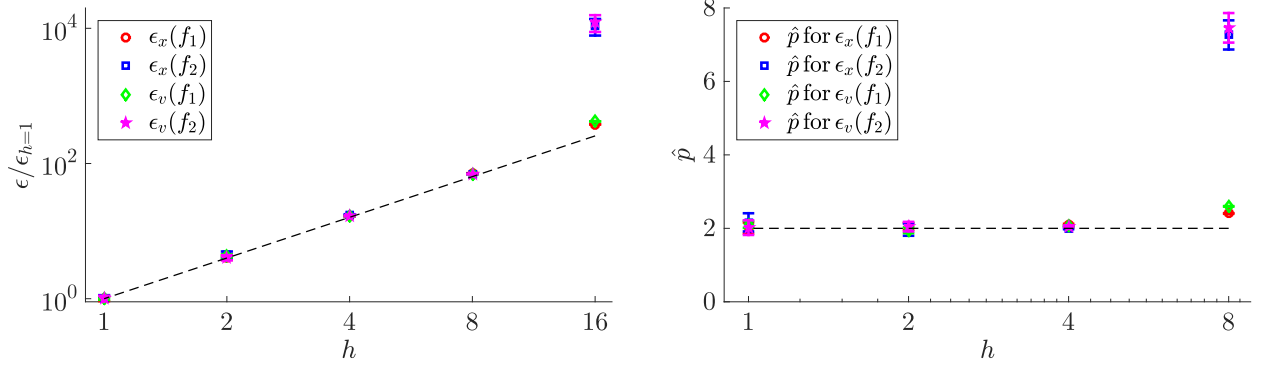 10^4
10^2
10^0
ϵ/ϵ_{h=1}
ϵ_x(f_1)
ϵ_x(f_2)
ϵ_v(f_1)
ϵ_v(f_2)
1 2 4 8 16
h
8
6
4
2
0
p̂
p̂ for ϵ_x(f_1)
p̂ for ϵ_x(f_2)
p̂ for ϵ_v(f_1)
p̂ for ϵ_v(f_2)
1 2 4 8
h